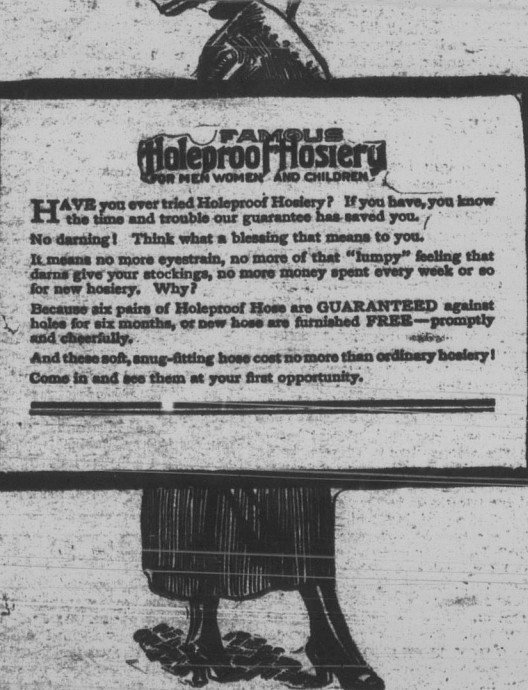 FAMOUS
Holeproof Hosiery
FOR MEN WOMEN AND CHILDREN
HAVE you ever tried Holeproof Hosiery? If you have, you know
the time and trouble our guarantee has saved you.
No darning! Think what a blessing that means to you.
It means no more eyestrain, no more of that "lumpy" feeling that
darns give your stockings, no more money spent every week or so
for new hosiery. Why?
Because six pairs of Holeproof Hose are GUARANTEED against
holes for six months, or new hose are furnished FREE—promptly
and cheerfully.
And these soft, snug-fitting hose cost no more than ordinary hosiery!
Come in and see them at your first opportunity.